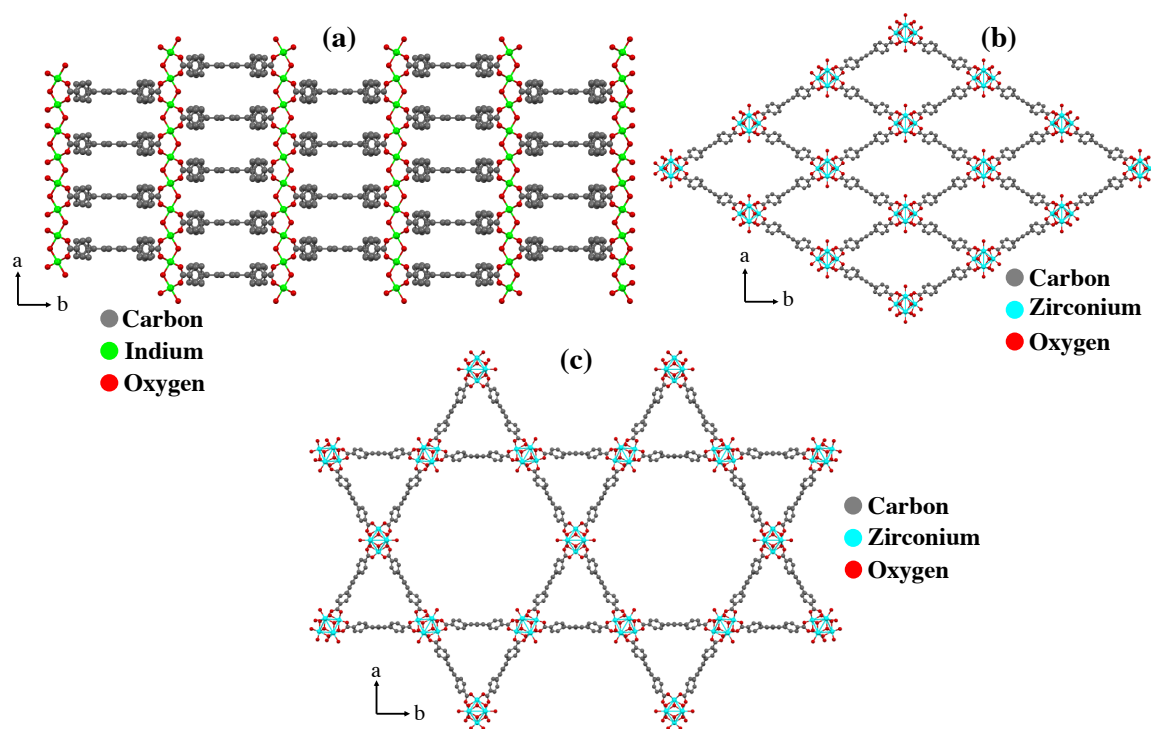 (a)
(b)
a
b
Carbon
Indium
Oxygen
a
b
Carbon
Zirconium
Oxygen
(c)
Carbon
Zirconium
Oxygen
a
b